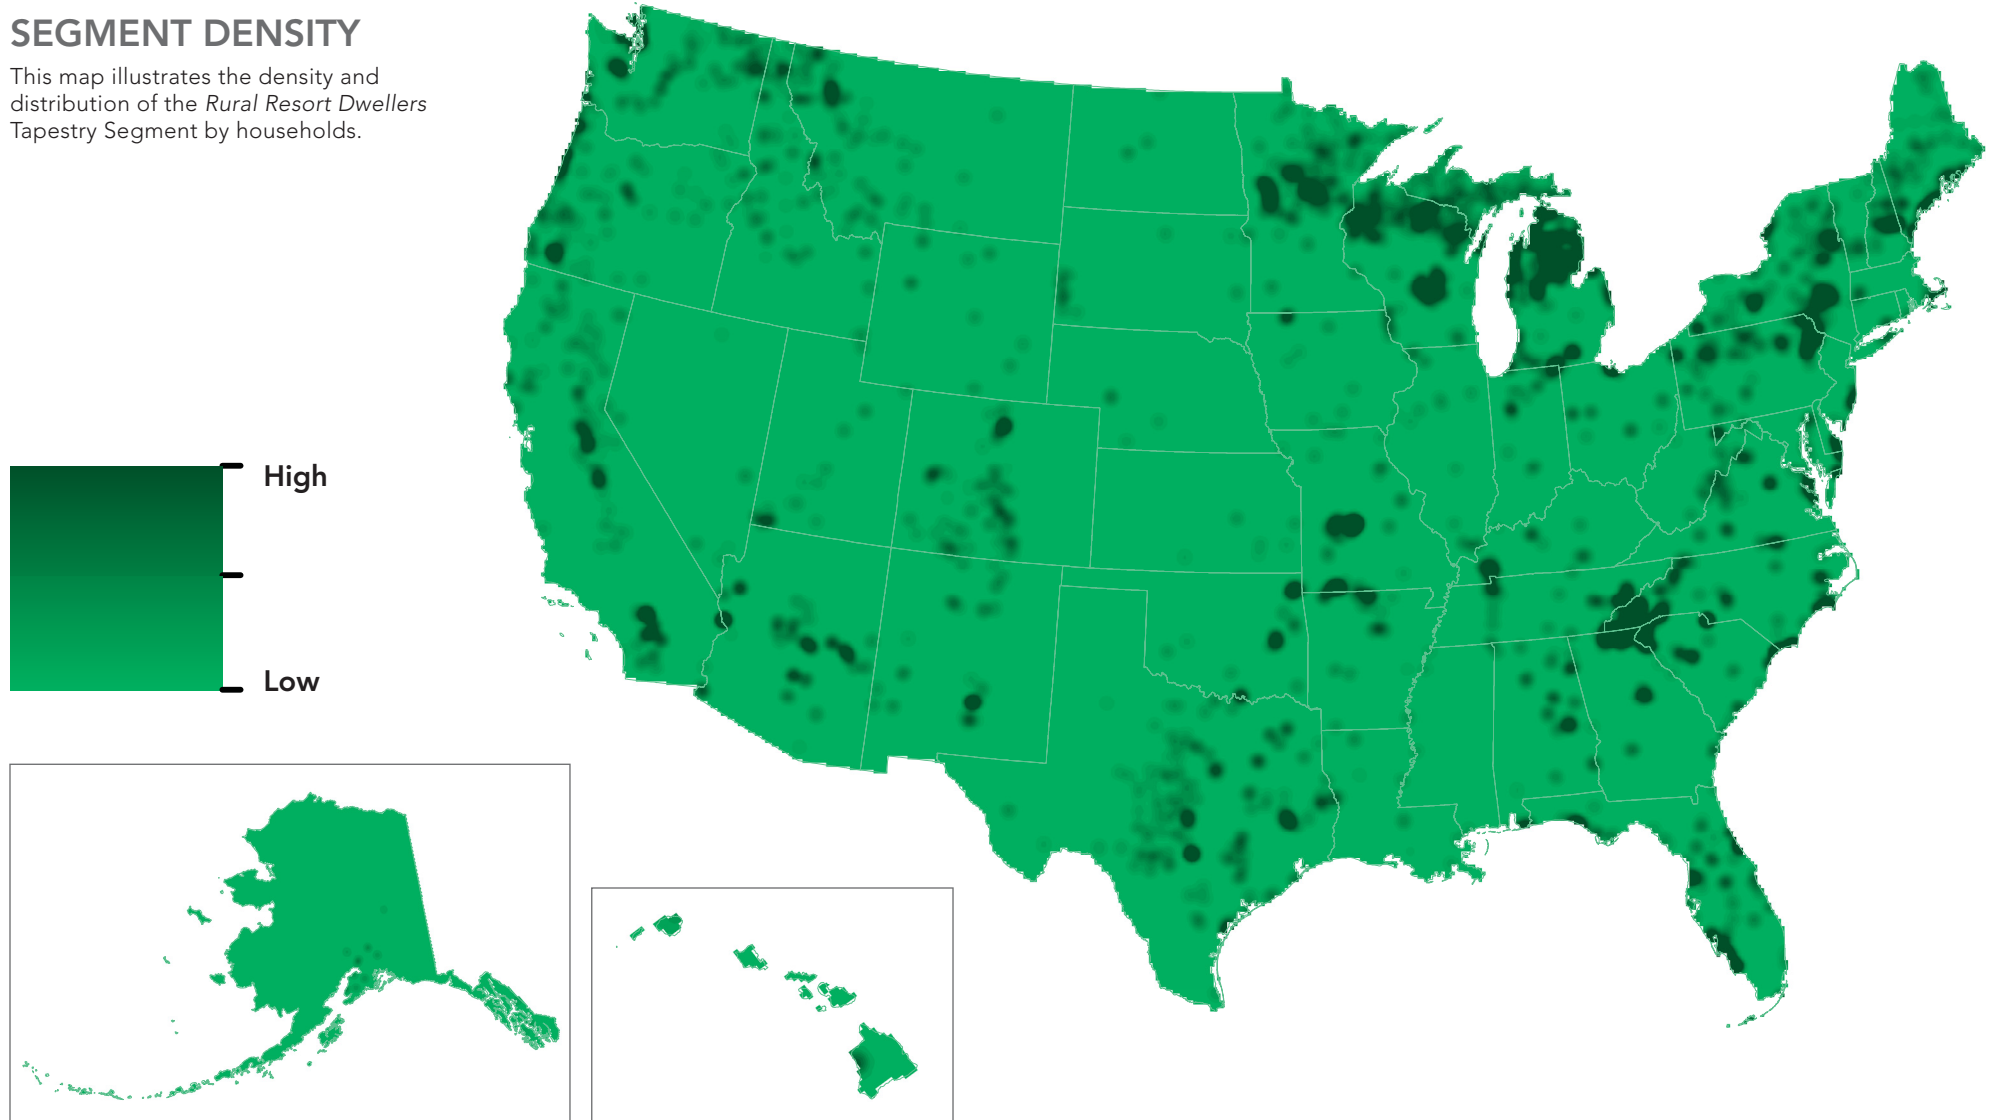 SEGMENT DENSITY
This map illustrates the density and
distribution of the Rural Resort Dwellers
Tapestry Segment by households.
High
Low